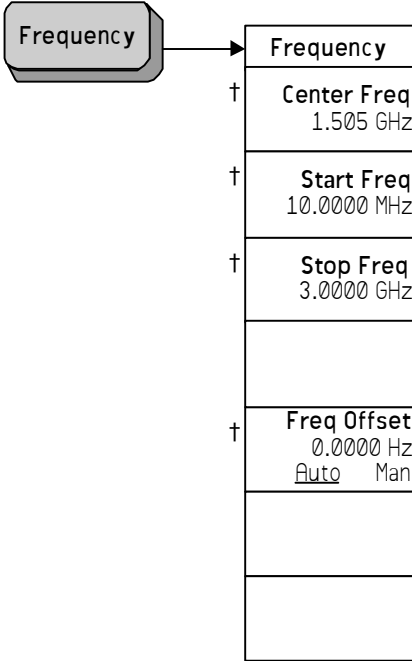 Frequency
Frequency
†
Center Freq
1.505 GHz
†
Start Freq
10.0000 MHz
†
Stop Freq
3.0000 GHz
†
Freq Offset
0.0000 Hz
Auto Man